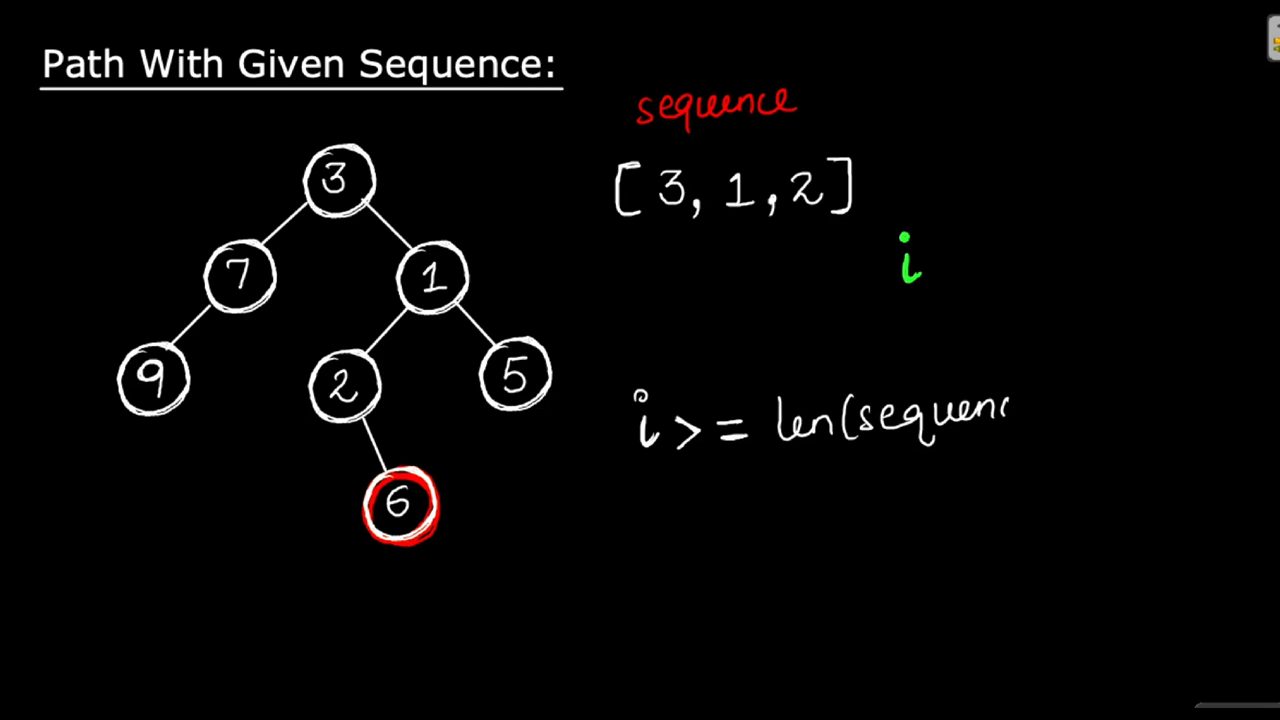 Path With Given Sequence:
sequence
[ 3, 1, 2 ]
i
3
7 1
9 2 5
6
i >= len(sequenc